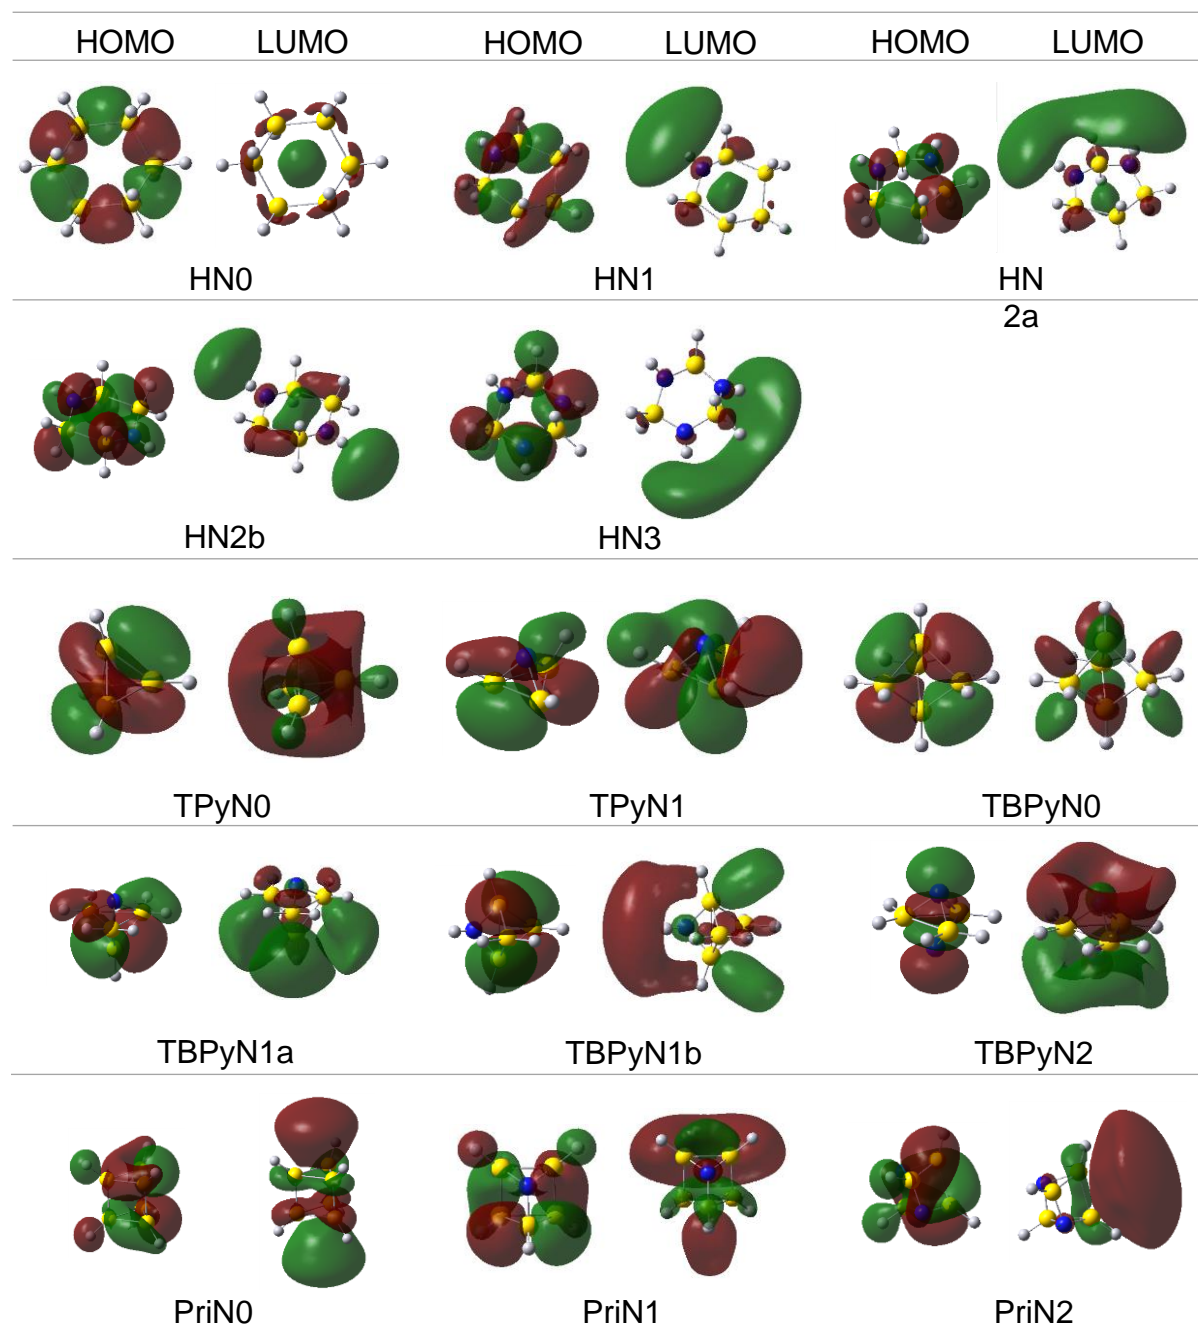 HOMO LUMO HOMO LUMO HOMO LUMO
HN0 HN1 HN
2a
HN2b HN3
TPyN0 TPyN1 TBPyN0
TBPyN1a TBPyN1b TBPyN2
PriN0 PriN1 PriN2